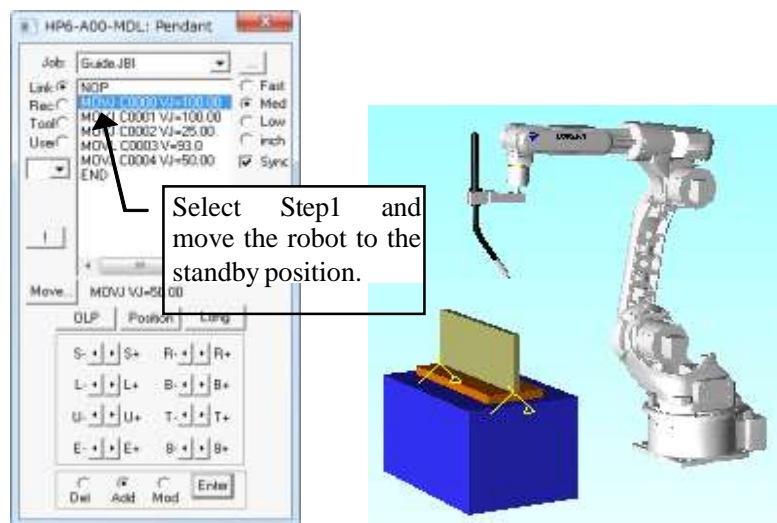 HP6-A00-MDL: Pendant
Job: Guide.JBI ...
Link
Rec
Tool
User
NOP
MOVJ C0000 VJ=100.00
MOVJ C0001 VJ=100.00
MOVJ C0002 VJ=25.00
MOVL C0003 V=93.0
MOVJ C0004 VJ=50.00
END
Fast
Med
Low
inch
Sync
Select Step1 and
move the robot to the
standby position.
Move... MOVJ VJ=50.00
OLP Position Long
S- S+ R- R+
L- L+ B- B+
U- U+ T- T+
E- E+ 8- 8+
Del Add Mod Enter